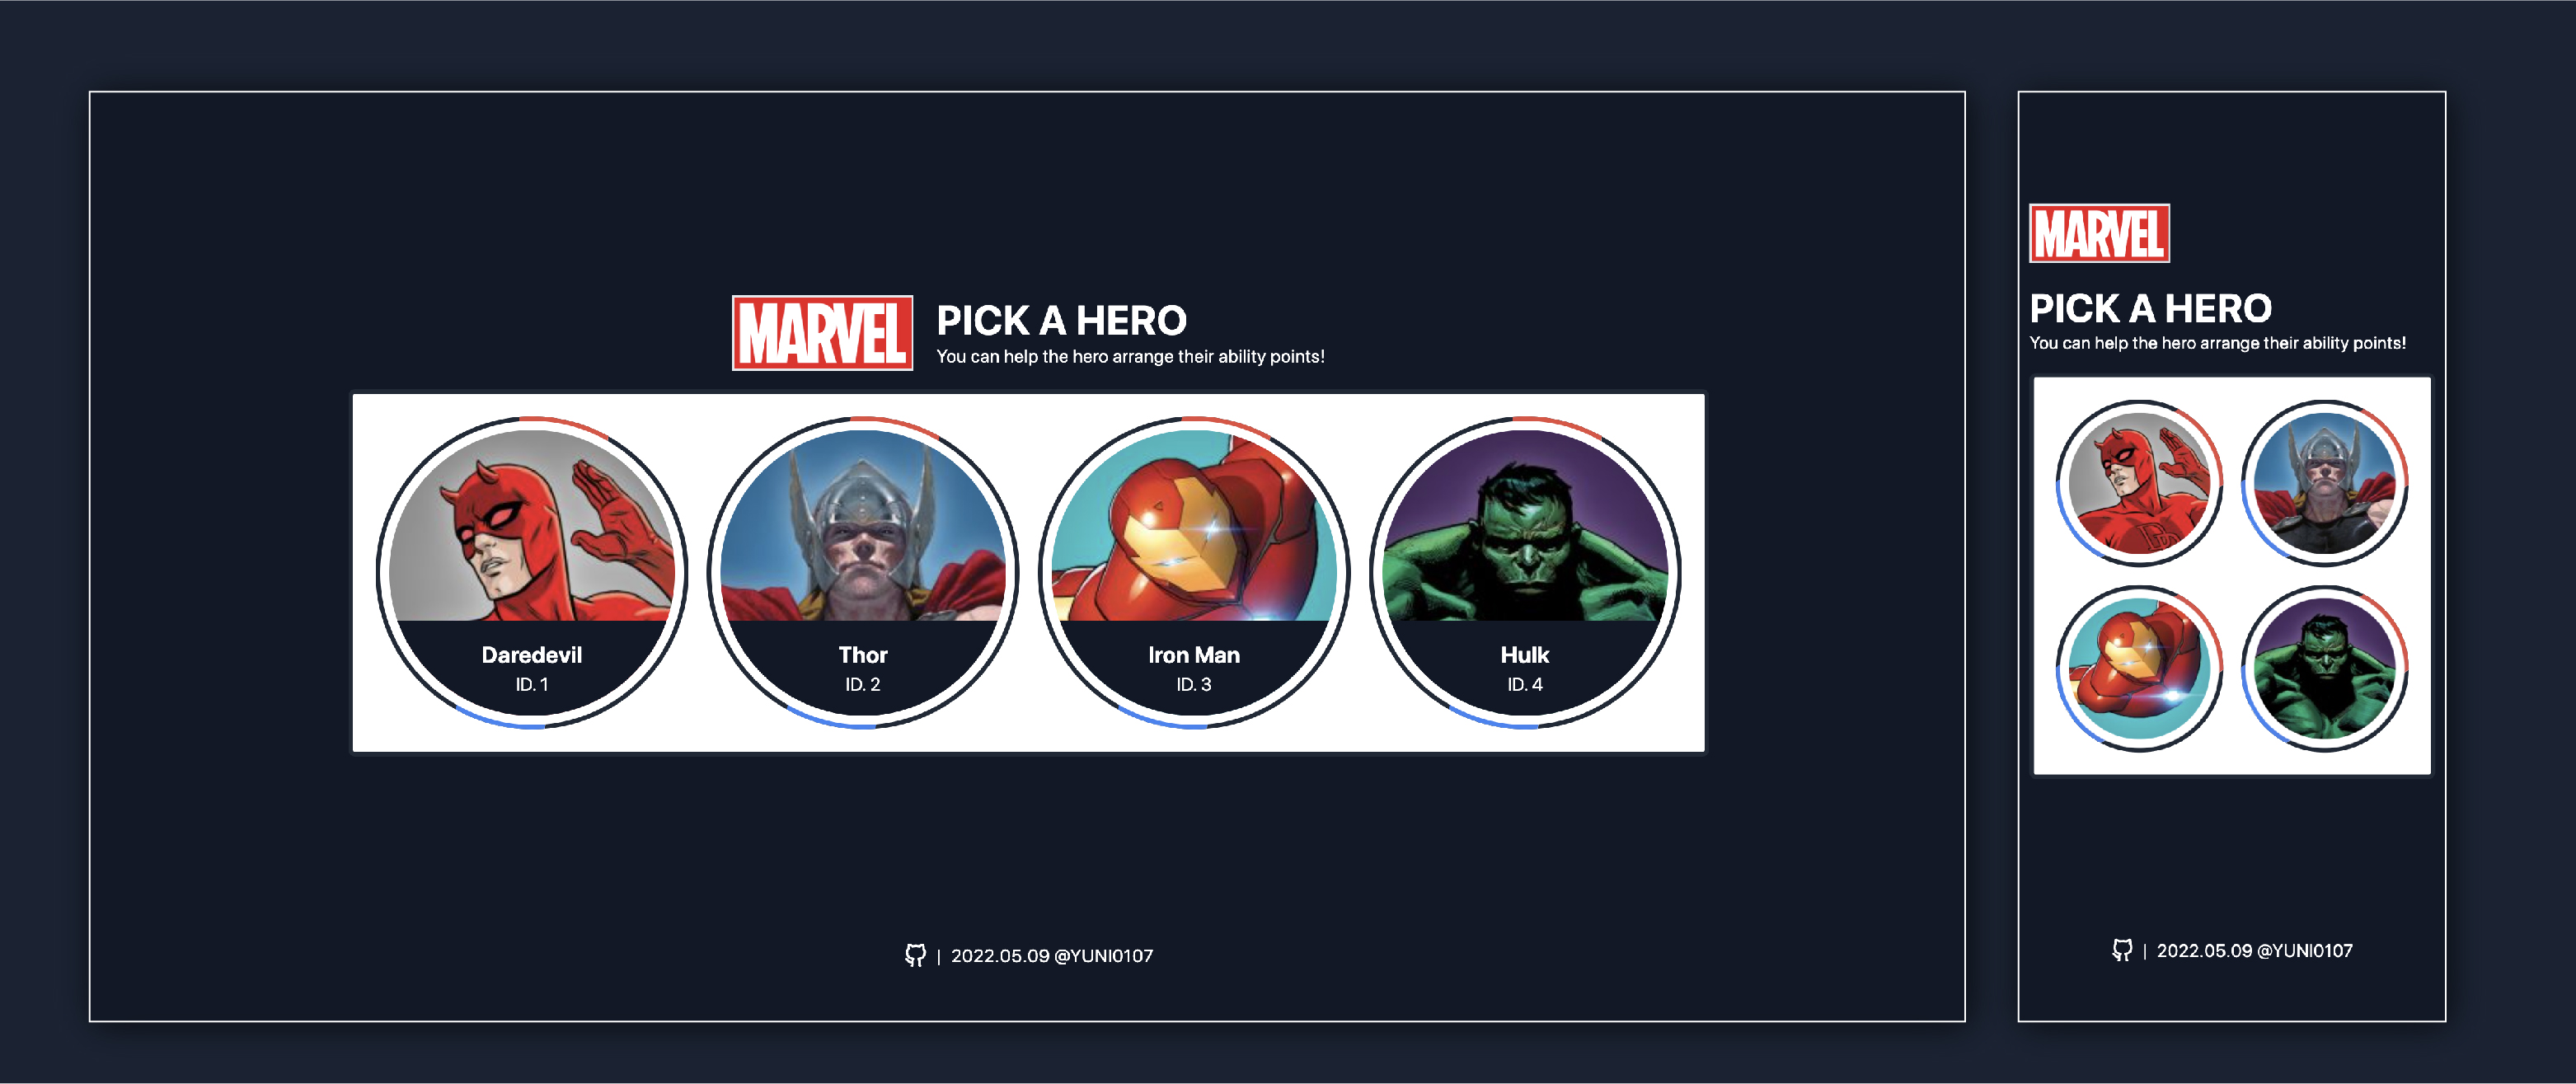 MARVEL
PICK A HERO
You can help the hero arrange their ability points!
Daredevil
ID. 1
Thor
ID. 2
Iron Man
ID. 3
Hulk
ID. 4
| 2022.05.09 @YUNI0107
MARVEL
PICK A HERO
You can help the hero arrange their ability points!
| 2022.05.09 @YUNI0107